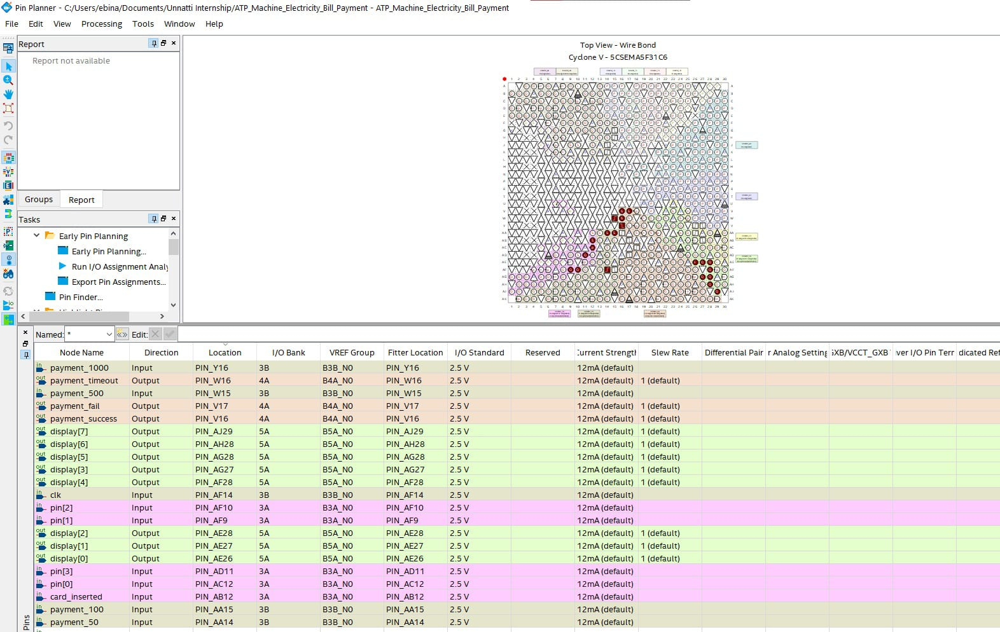 Pin Planner - C:/Users/ebina/Documents/Unnatti Internship/ATP_Machine_Electricity_Bill_Payment - ATP_Machine_Electricity_Bill_Payment
File Edit View Processing Tools Window Help
Report
Report not available
Groups Report
Tasks
Early Pin Planning
Early Pin Planning...
Run I/O Assignment Analy
Export Pin Assignments...
Pin Finder...
Top View - Wire Bond
Cyclone V - 5CSEMA5F31C6
Named: * Edit:
Node Name Direction Location I/O Bank VREF Group Fitter Location I/O Standard Reserved Current Strength Slew Rate Differential Pair r Analog Setting GXB/VCCT_GXB iver I/O Pin Tern dicated Ref
in payment_1000 Input PIN_Y16 3B B3B_N0 PIN_Y16 2.5 V 12mA (default)
out payment_timeout Output PIN_W16 4A B4A_N0 PIN_W16 2.5 V 12mA (default) 1 (default)
in payment_500 Input PIN_W15 3B B3B_N0 PIN_W15 2.5 V 12mA (default)
out payment_fail Output PIN_V17 4A B4A_N0 PIN_V17 2.5 V 12mA (default) 1 (default)
out payment_success Output PIN_V16 4A B4A_N0 PIN_V16 2.5 V 12mA (default) 1 (default)
out display[7] Output PIN_AJ29 5A B5A_N0 PIN_AJ29 2.5 V 12mA (default) 1 (default)
out display[6] Output PIN_AH28 5A B5A_N0 PIN_AH28 2.5 V 12mA (default) 1 (default)
out display[5] Output PIN_AG28 5A B5A_N0 PIN_AG28 2.5 V 12mA (default) 1 (default)
out display[3] Output PIN_AG27 5A B5A_N0 PIN_AG27 2.5 V 12mA (default) 1 (default)
out display[4] Output PIN_AF28 5A B5A_N0 PIN_AF28 2.5 V 12mA (default) 1 (default)
in clk Input PIN_AF14 3B B3B_N0 PIN_AF14 2.5 V 12mA (default)
in pin[2] Input PIN_AF10 3A B3A_N0 PIN_AF10 2.5 V 12mA (default)
in pin[1] Input PIN_AF9 3A B3A_N0 PIN_AF9 2.5 V 12mA (default)
out display[2] Output PIN_AE28 5A B5A_N0 PIN_AE28 2.5 V 12mA (default) 1 (default)
out display[1] Output PIN_AE27 5A B5A_N0 PIN_AE27 2.5 V 12mA (default) 1 (default)
out display[0] Output PIN_AE26 5A B5A_N0 PIN_AE26 2.5 V 12mA (default) 1 (default)
in pin[3] Input PIN_AD11 3A B3A_N0 PIN_AD11 2.5 V 12mA (default)
in pin[0] Input PIN_AC12 3A B3A_N0 PIN_AC12 2.5 V 12mA (default)
in card_inserted Input PIN_AB12 3A B3A_N0 PIN_AB12 2.5 V 12mA (default)
in payment_100 Input PIN_AA15 3B B3B_N0 PIN_AA15 2.5 V 12mA (default)
in payment_50 Input PIN_AA14 3B B3B_N0 PIN_AA14 2.5 V 12mA (default)
Pins